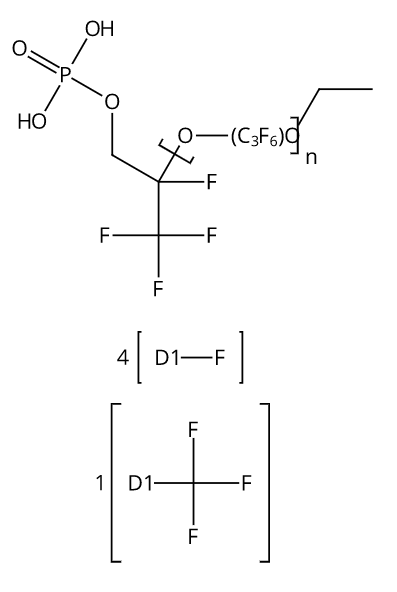 OH
O
P
O
HO
O (C3F6)O n
F
F F
F
4 [ D1 F ]
F
1 [ D1 F ]
F